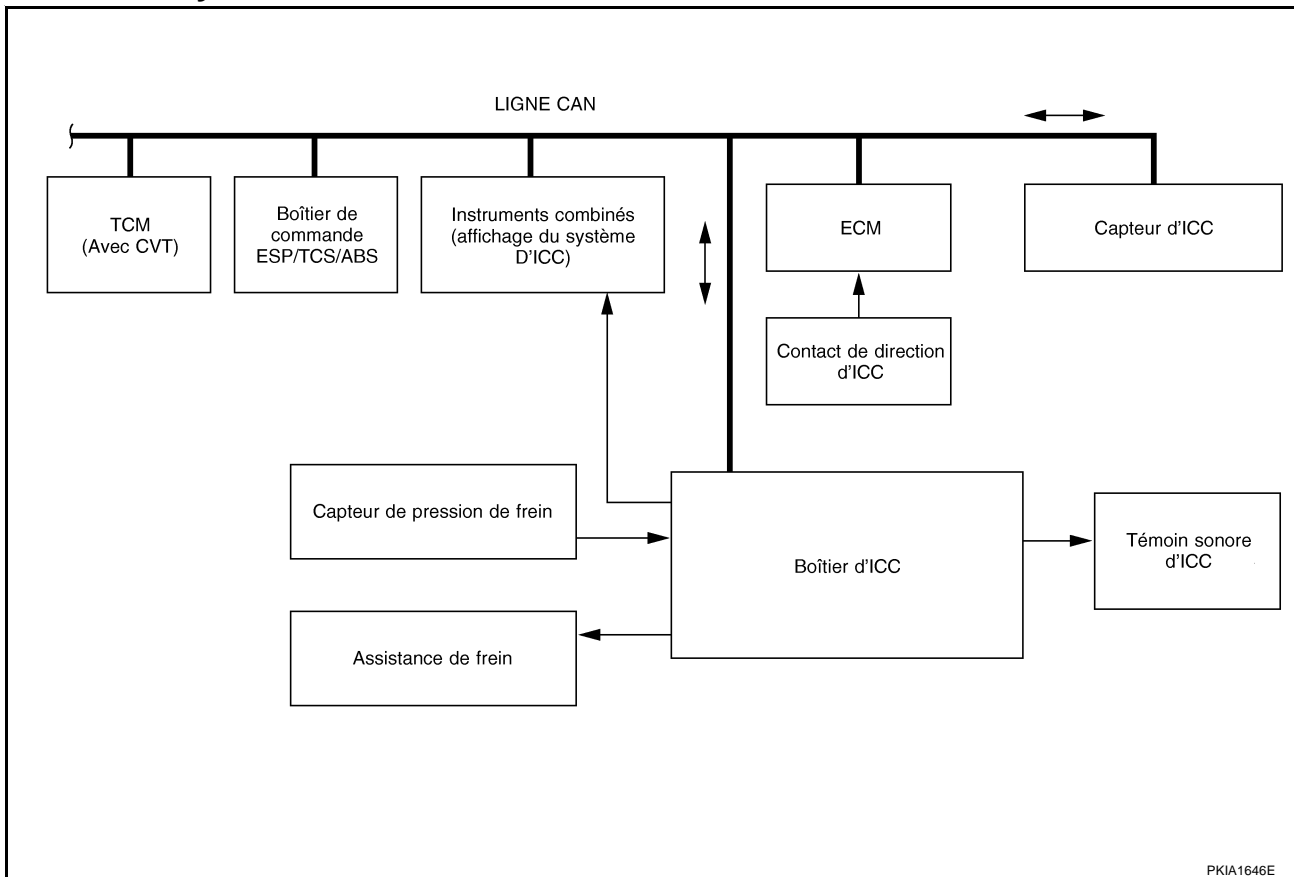 LIGNE CAN
TCM
(Avec CVT)
Boîtier de
commande
ESP/TCS/ABS
Instruments combinés
(affichage du système
D'ICC)
ECM
Capteur d'ICC
Contact de direction
d'ICC
Capteur de pression de frein
Boîtier d'ICC
Témoin sonore
d'ICC
Assistance de frein
PKIA1646E